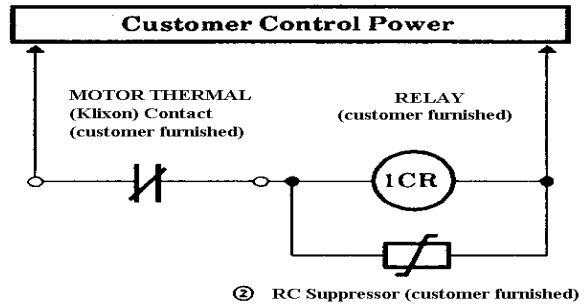 Customer Control Power
MOTOR THERMAL
(Klixon) Contact
(customer furnished)
RELAY
(customer furnished)
1CR
② RC Suppressor (customer furnished)